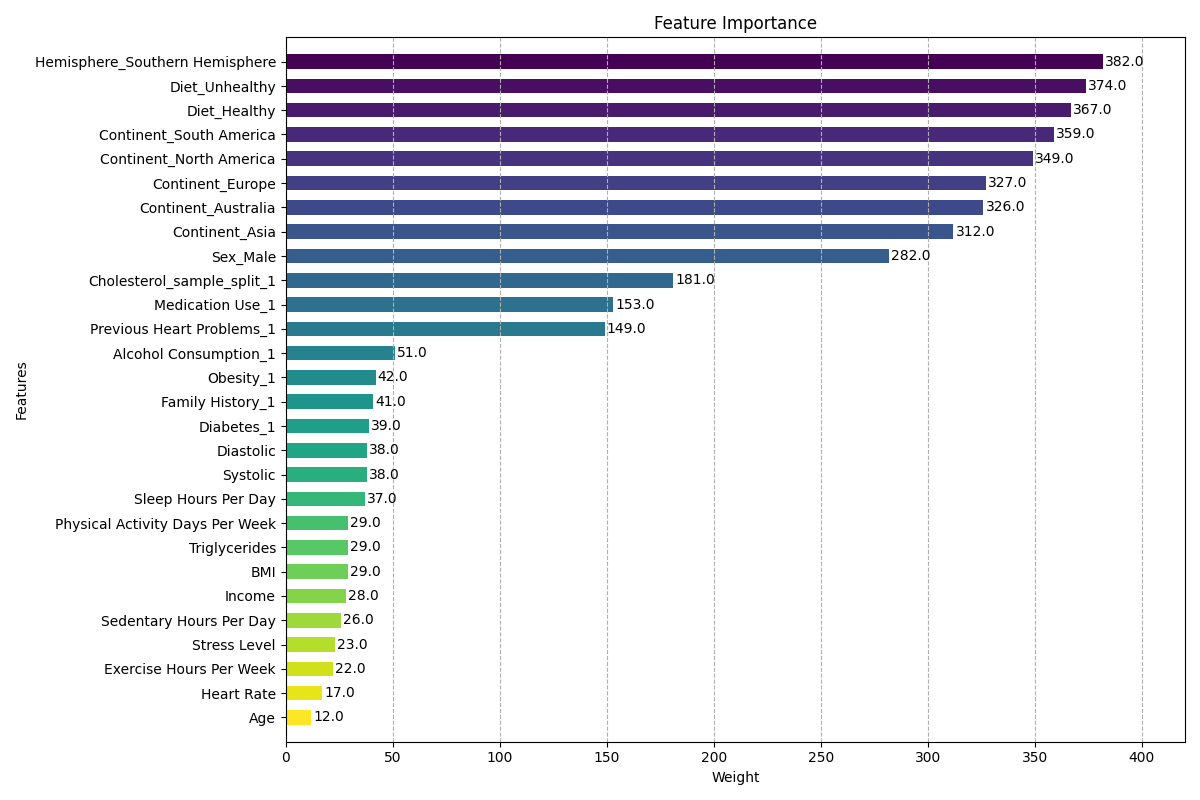 Feature Importance
Hemisphere_Southern Hemisphere 382.0
Diet_Unhealthy 374.0
Diet_Healthy 367.0
Continent_South America 359.0
Continent_North America 349.0
Continent_Europe 327.0
Continent_Australia 326.0
Continent_Asia 312.0
Sex_Male 282.0
Cholesterol_sample_split_1 181.0
Medication Use_1 153.0
Previous Heart Problems_1 149.0
Alcohol Consumption_1 51.0
Obesity_1 42.0
Family History_1 41.0
Diabetes_1 39.0
Diastolic 38.0
Systolic 38.0
Sleep Hours Per Day 37.0
Physical Activity Days Per Week 29.0
Triglycerides 29.0
BMI 29.0
Income 28.0
Sedentary Hours Per Day 26.0
Stress Level 23.0
Exercise Hours Per Week 22.0
Heart Rate 17.0
Age 12.0
Features
0 50 100 150 200 250 300 350 400
Weight